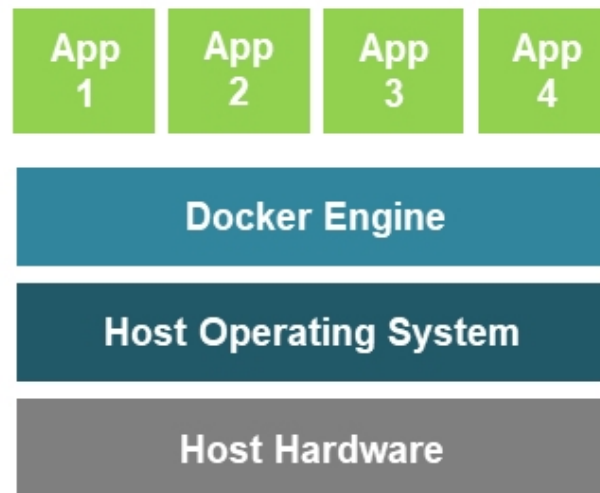 App App App App
1 2 3 4
Docker Engine
Host Operating System
Host Hardware